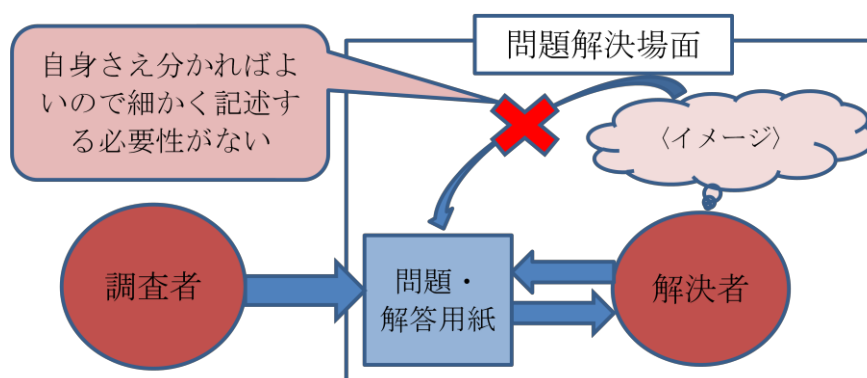 問題解決場面
自身さえ分かればよ
いので細かく記述す
る必要性がない
〈イメージ〉
調査者
問題・
解答用紙
解決者